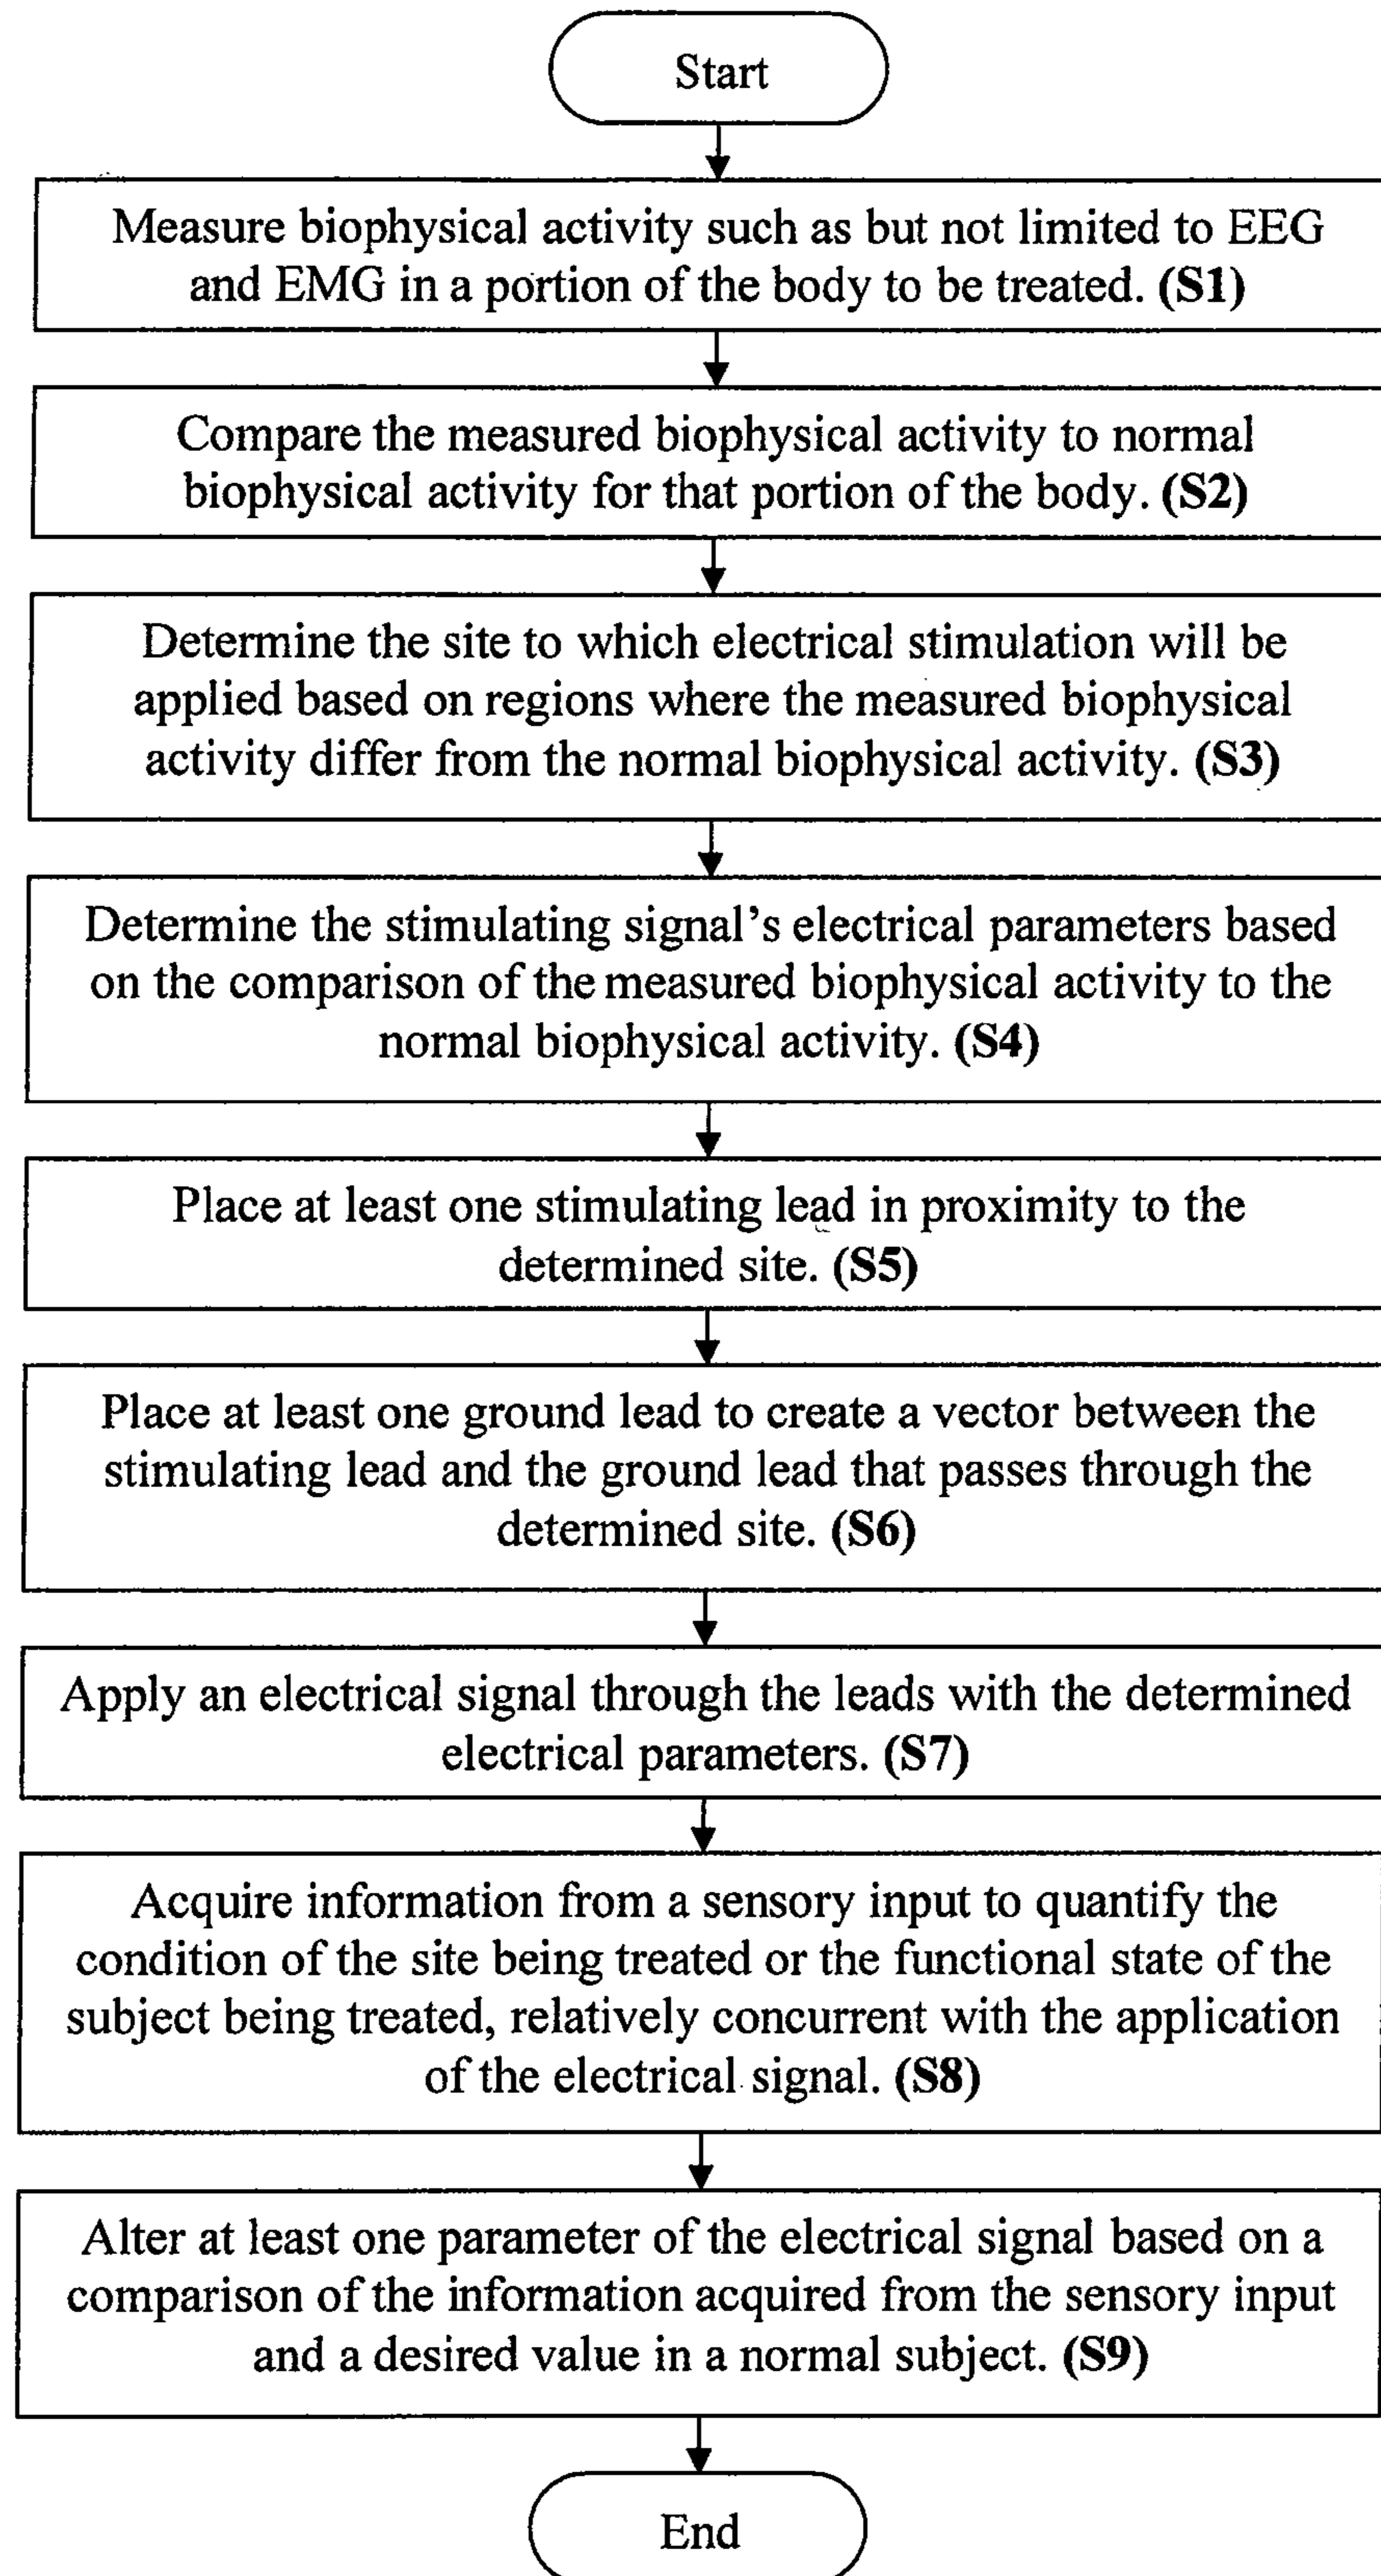 Start
Measure biophysical activity such as but not limited to EEG
and EMG in a portion of the body to be treated. (S1)
Compare the measured biophysical activity to normal
biophysical activity for that portion of the body. (S2)
Determine the site to which electrical stimulation will be
applied based on regions where the measured biophysical
activity differ from the normal biophysical activity. (S3)
Determine the stimulating signal's electrical parameters based
on the comparison of the measured biophysical activity to the
normal biophysical activity. (S4)
Place at least one stimulating lead in proximity to the
determined site. (S5)
Place at least one ground lead to create a vector between the
stimulating lead and the ground lead that passes through the
determined site. (S6)
Apply an electrical signal through the leads with the determined
electrical parameters. (S7)
Acquire information from a sensory input to quantify the
condition of the site being treated or the functional state of the
subject being treated, relatively concurrent with the application
of the electrical signal. (S8)
Alter at least one parameter of the electrical signal based on a
comparison of the information acquired from the sensory input
and a desired value in a normal subject. (S9)
End